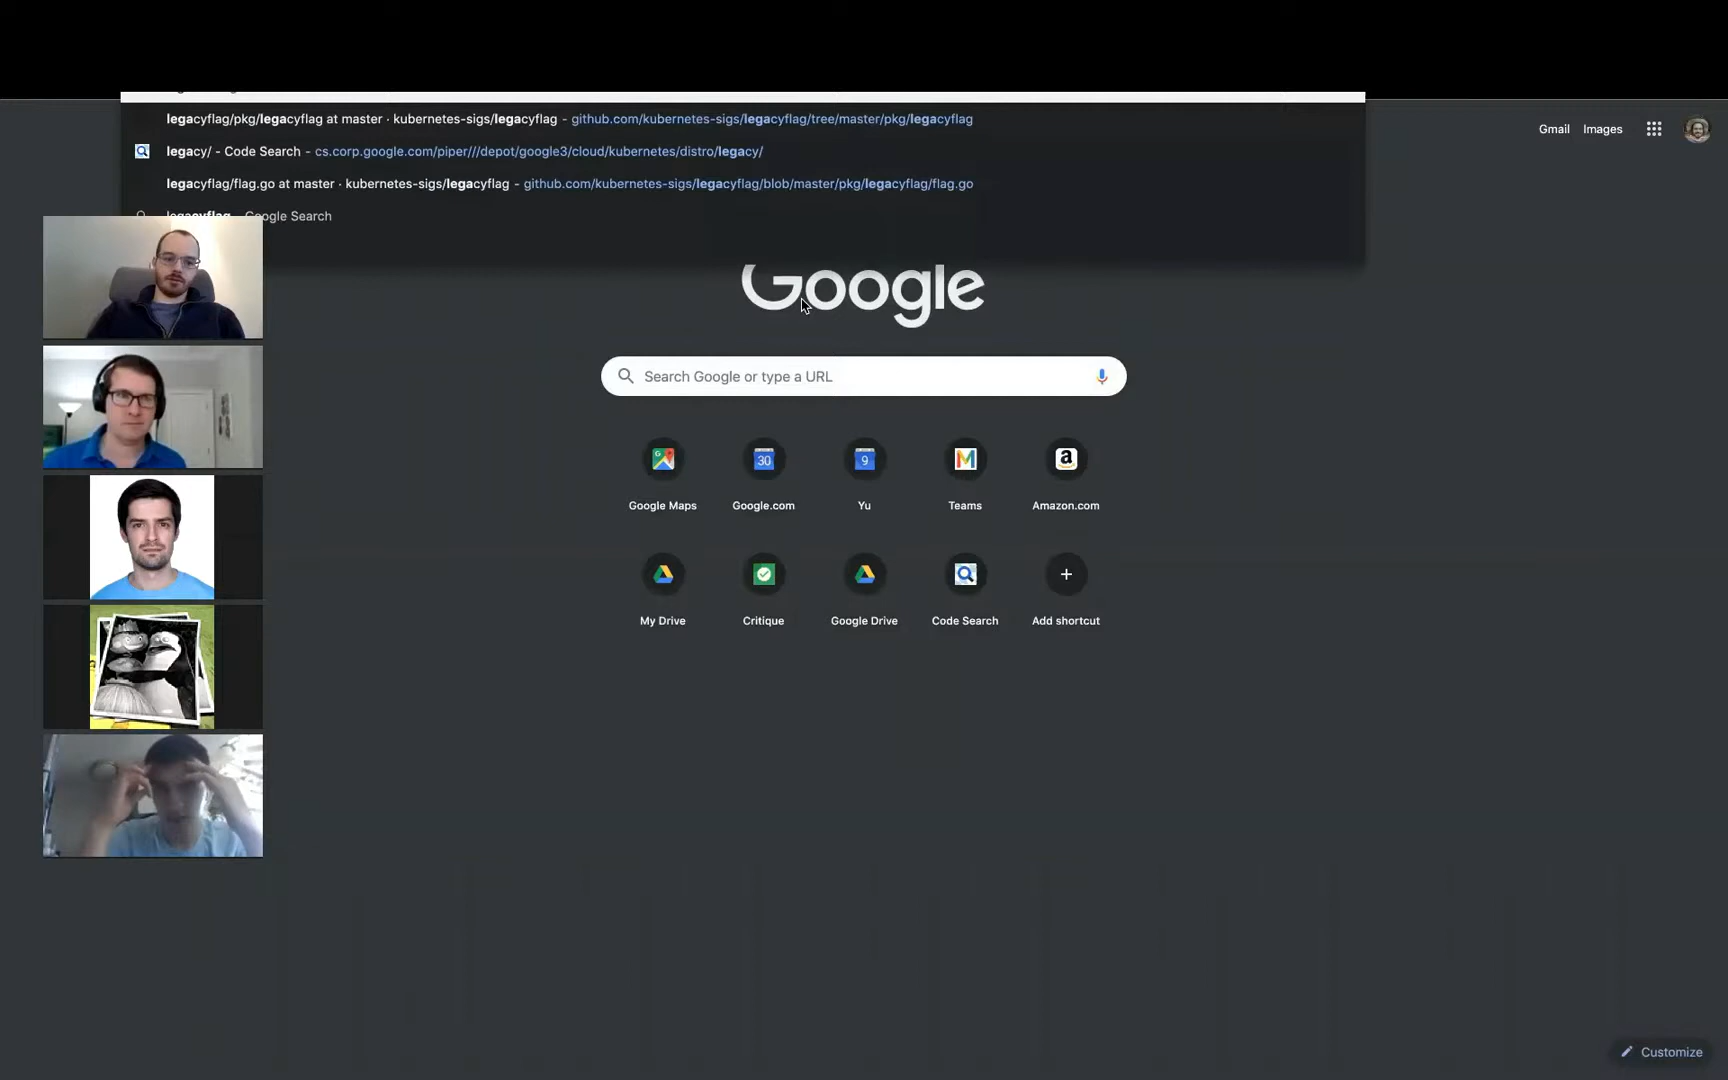 legacyflag/pkg/legacyflag at master · kubernetes-sigs/legacyflag – github.com/kubernetes-sigs/legacyflag/tree/master/pkg/legacyflag
legacy/ - Code Search – cs.corp.google.com/piper///depot/google3/cloud/kubernetes/distro/legacy/
legacyflag/flag.go at master · kubernetes-sigs/legacyflag – github.com/kubernetes-sigs/legacyflag/blob/master/pkg/legacyflag/flag.go
legacyflag – Google Search
Gmail Images
Google
Search Google or type a URL
30 9
Google Maps Google.com Yu Teams Amazon.com
My Drive Critique Google Drive Code Search Add shortcut
Customize